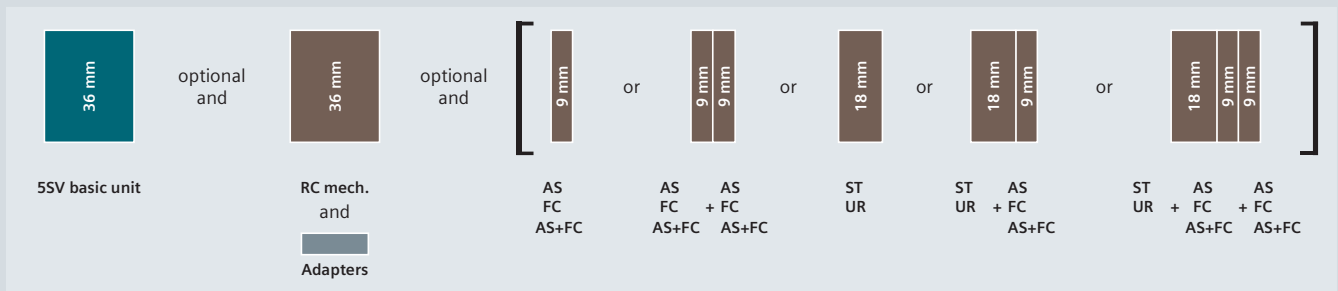 36 mm
optional
and
36 mm
optional
and
9 mm
or
9 mm
9 mm
or
18 mm
or
18 mm
9 mm
or
18 mm
9 mm
9 mm
5SV basic unit
RC mech.
and
Adapters
AS
FC
AS+FC
AS AS
FC + FC
AS+FC AS+FC
ST
UR
ST AS
UR + FC
AS+FC
ST AS AS
UR + FC + FC
AS+FC AS+FC